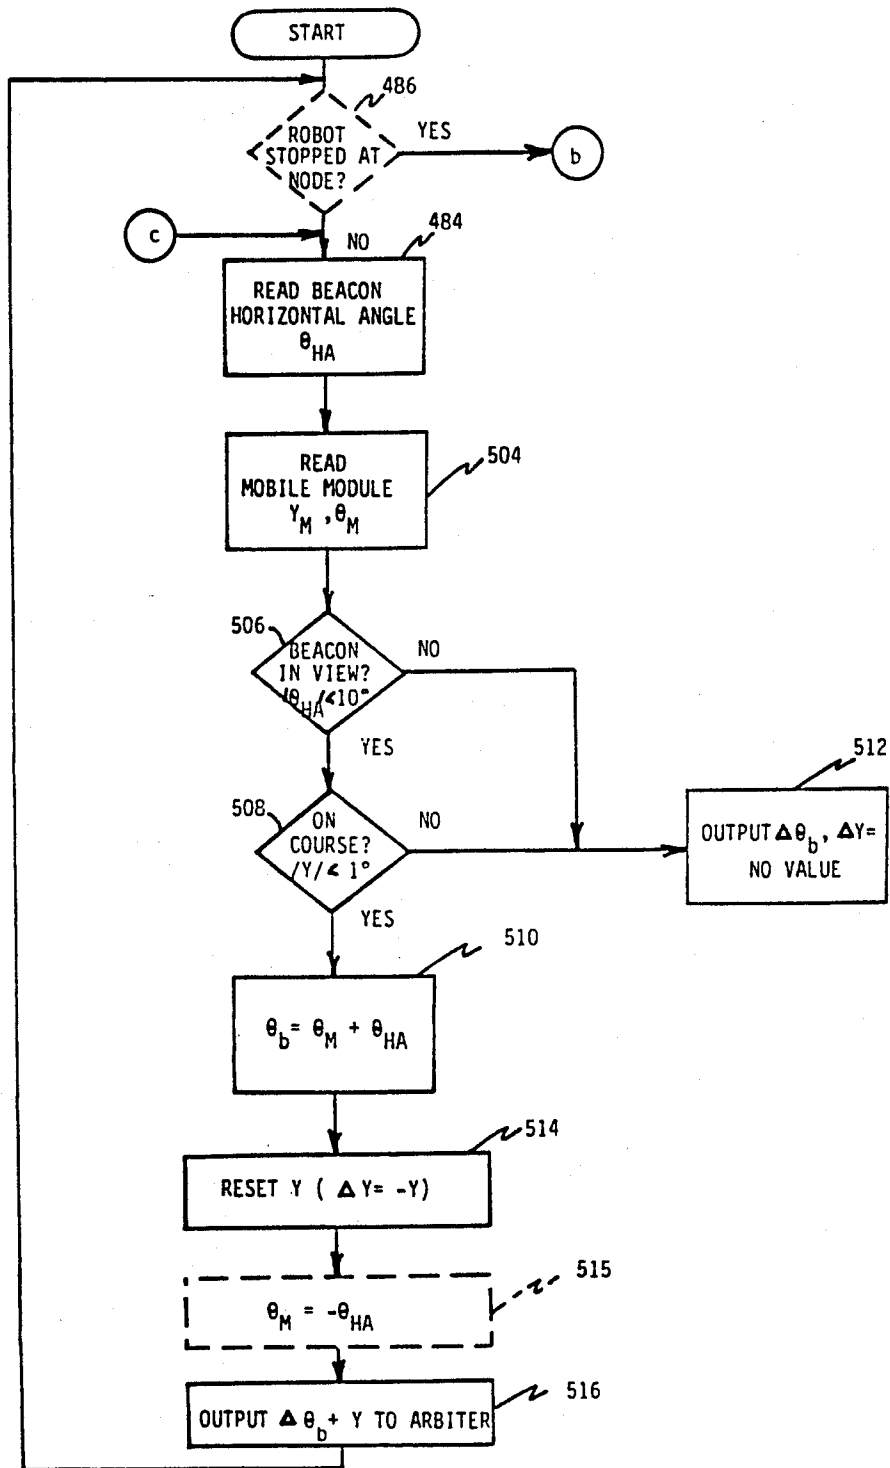 START
486
ROBOT
STOPPED AT
NODE?
YES
b
c
NO
484
READ BEACON
HORIZONTAL ANGLE
θHA
READ
MOBILE MODULE
YM ,θM
504
506
BEACON
IN VIEW?
/θHA/<10°
NO
YES
508
ON
COURSE?
/Y/< 1°
NO
YES
512
OUTPUT Δθb, ΔY=
NO VALUE
510
θb= θM + θHA
514
RESET Y ( ΔY= -Y)
515
θM = -θHA
516
OUTPUT Δ θb+ Y TO ARBITER